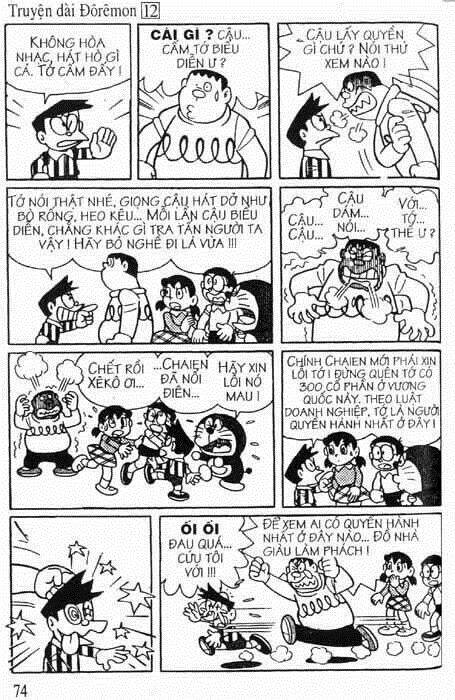 Truyện dài Đôrêmon 12
KHÔNG HÒA
NHẠC, HÁT HÒ GÌ
CẢ. TỚ CẤM ĐẤY !
CÁI GÌ ? CẬU...
CẤM TỚ BIỂU
DIỄN Ư ?
CẬU LẤY QUYỀN
GÌ CHỨ ? NÓI THỬ
XEM NÀO !
TỚ NÓI THẬT NHÉ, GIỌNG CẬU HÁT DỞ NHƯ
BÒ RỐNG, HEO KÊU... MỖI LẦN CẬU BIỂU
DIỄN, CHẲNG KHÁC GÌ TRA TẤN NGƯỜI TA
VẬY ! HÃY BỎ NGHỀ ĐI LÀ VỪA !!!
CẬU...
CẬU...
CẬU
DÁM...
NÓI...
VỚI...
TỚ...
THẾ Ư ?
CHẾT RỒI
XÊKÔ ƠI...
...CHAIEN
ĐÃ NỔI
ĐIÊN...
HÃY XIN
LỖI NÓ
MAU !
CHÍNH CHAIEN MỚI PHẢI XIN
LỖI TỚ ! ĐỪNG QUÊN TỚ CÓ
300 CỔ PHẦN Ở VƯƠNG
QUỐC NÀY. THEO LUẬT
DOANH NGHIỆP, TỚ LÀ NGƯỜI
QUYỀN HÀNH NHẤT Ở ĐÂY !
ỐI ỐI
ĐAU QUÁ...
CỨU TÔI
VỚI !!!
ĐỂ XEM AI CÓ QUYỀN HÀNH
NHẤT Ở ĐÂY NÀO... ĐỒ NHÀ
GIÀU LÀM PHÁCH !
74